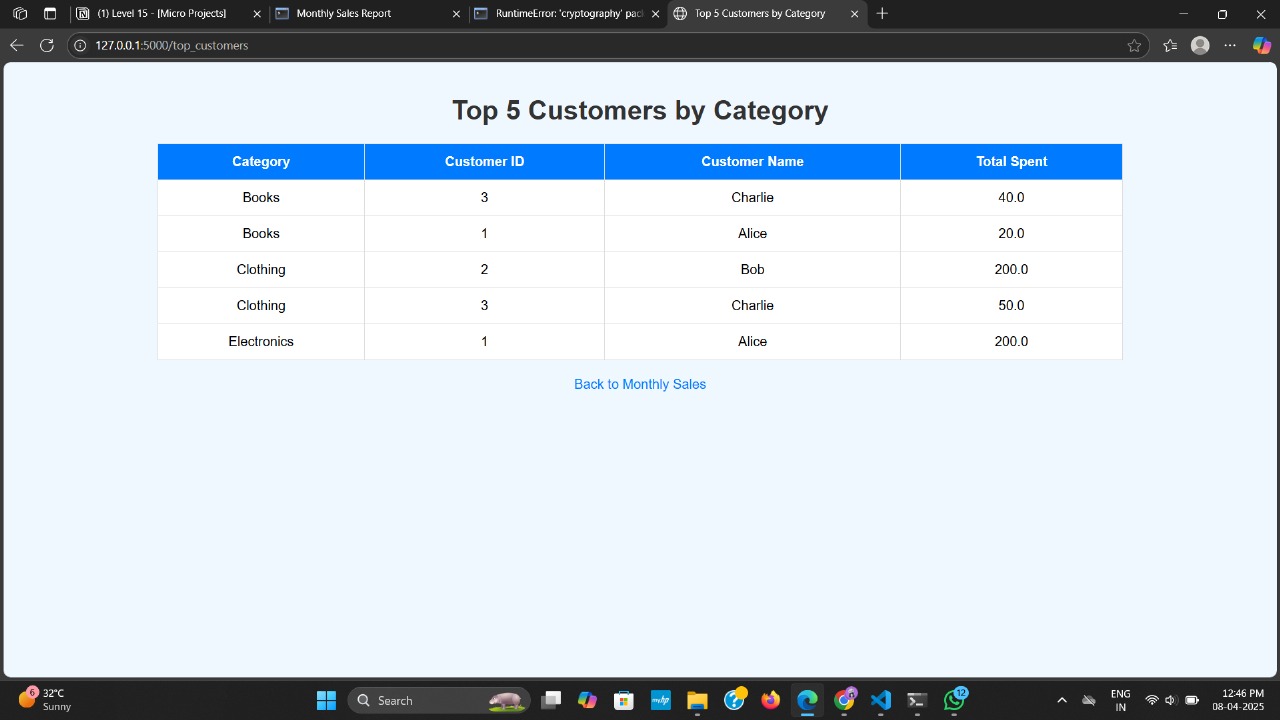 (1) Level 15 - [Micro Projects]
Monthly Sales Report
RuntimeError: 'cryptography' pac
Top 5 Customers by Category
127.0.0.1:5000/top_customers
Top 5 Customers by Category
Category Customer ID Customer Name Total Spent
Books 3 Charlie 40.0
Books 1 Alice 20.0
Clothing 2 Bob 200.0
Clothing 3 Charlie 50.0
Electronics 1 Alice 200.0
Back to Monthly Sales
6
32°C
Sunny
Search
myhp
12
ENG
IN
12:46 PM
08-04-2025